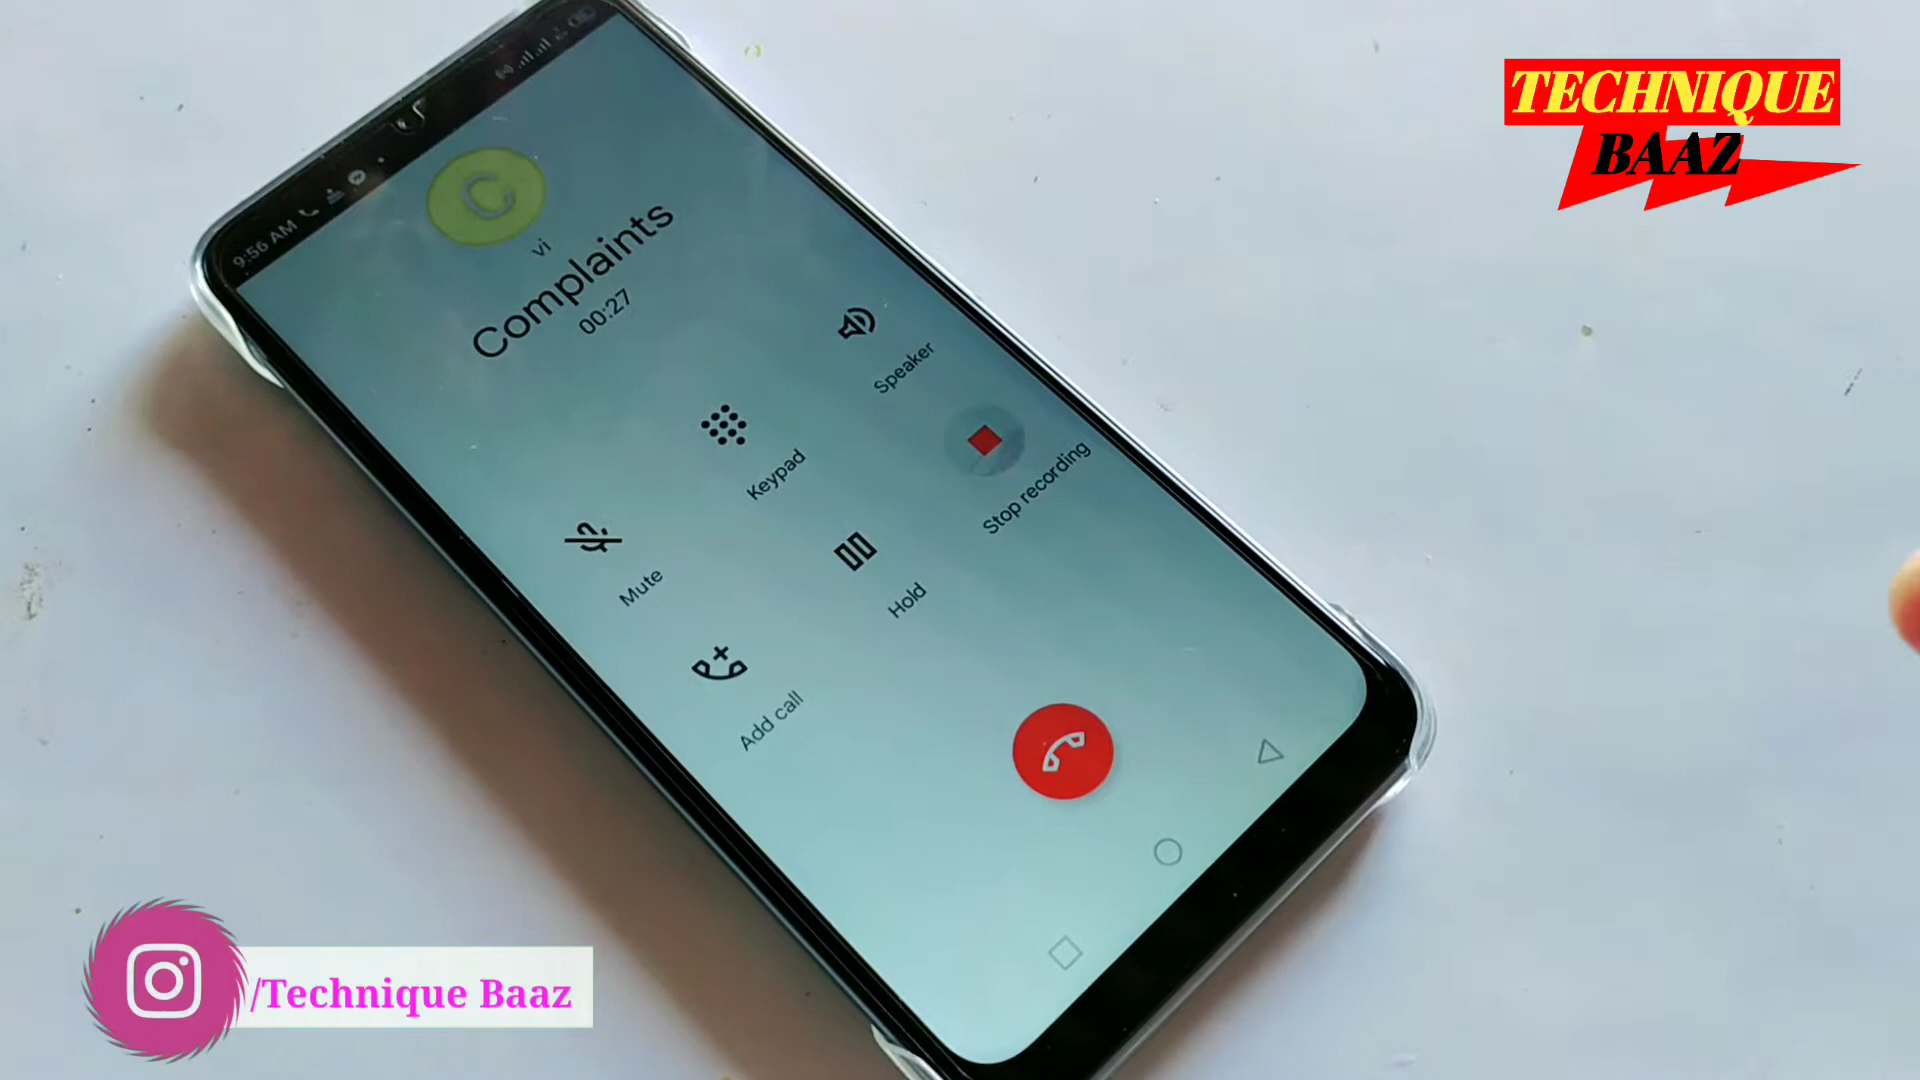 TECHNIQUE
BAAZ
9:56 AM
C
vi
Complaints
00:27
Speaker
Keypad
Stop recording
Mute
Hold
Add call
/Technique Baaz